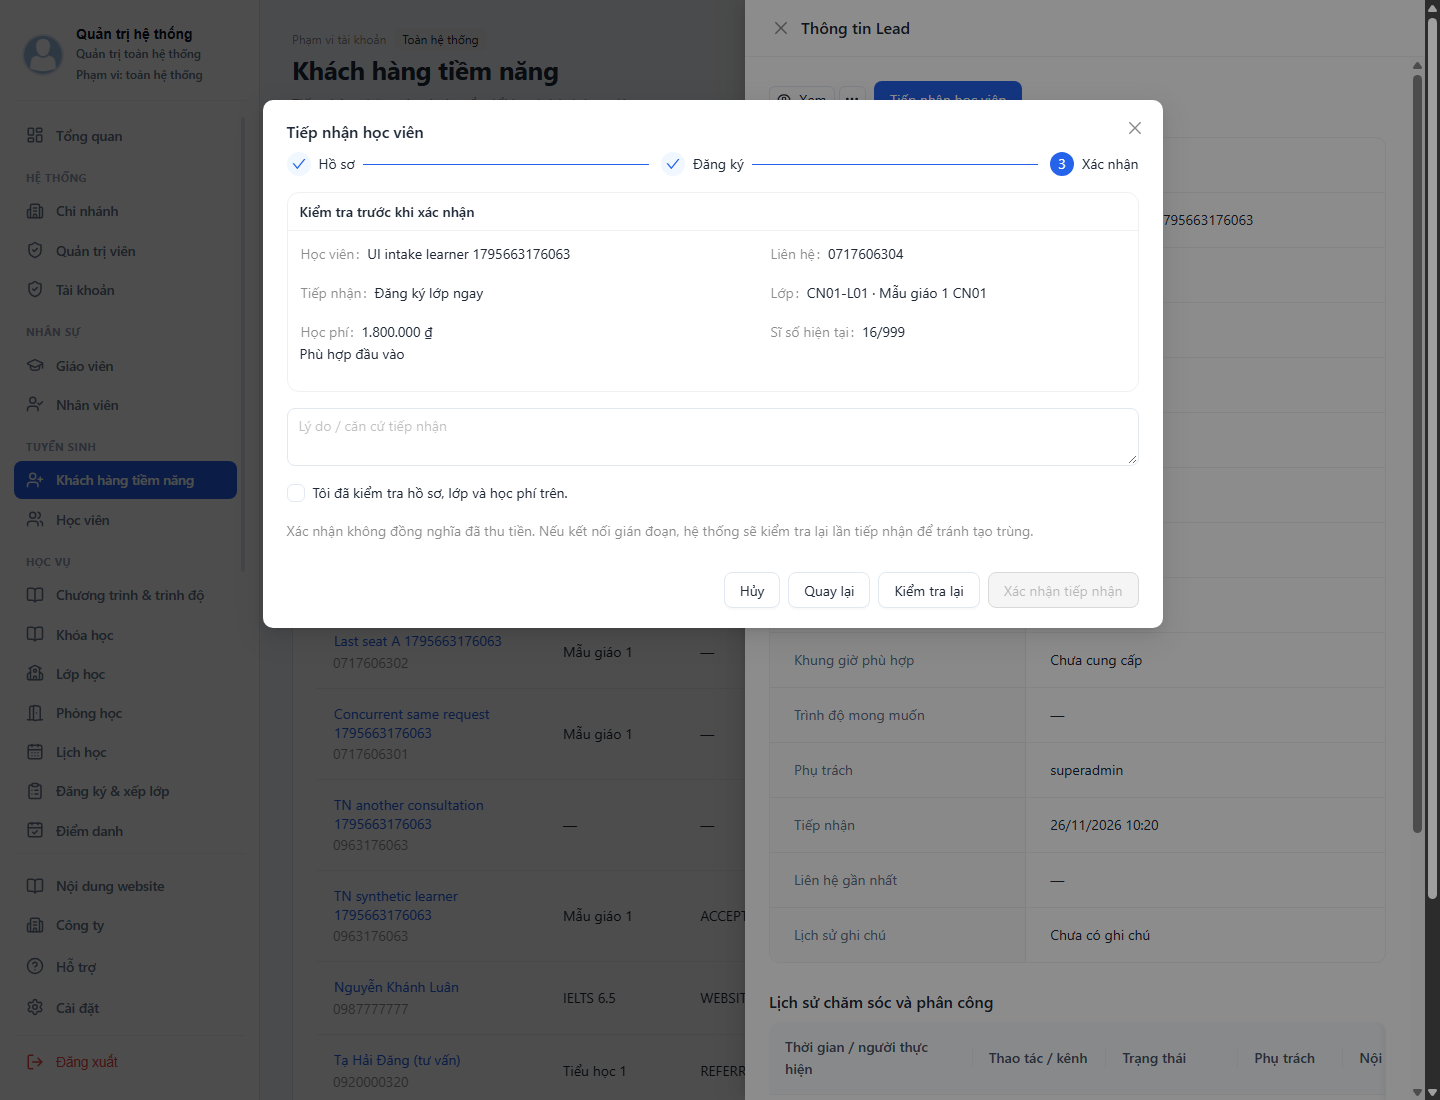 Quản trị hệ thống
Quản trị toàn hệ thống
Phạm vi: toàn hệ thống
Tổng quan
HỆ THỐNG
Chi nhánh
Quản trị viên
Tài khoản
NHÂN SỰ
Giáo viên
Nhân viên
TUYỂN SINH
Khách hàng tiềm năng
Học viên
HỌC VỤ
Chương trình & trình độ
Khóa học
Lớp học
Phòng học
Lịch học
Đăng ký & xếp lớp
Điểm danh
Nội dung website
Công ty
Hỗ trợ
Cài đặt
Đăng xuất
Phạm vi tài khoản Toàn hệ thống
Khách hàng tiềm năng
Last seat A 1795663176063
0717606302
Mẫu giáo 1
—
Concurrent same request
1795663176063
0717606301
Mẫu giáo 1
—
TN another consultation
1795663176063
0963176063
—
—
TN synthetic learner
1795663176063
0963176063
Mẫu giáo 1
ACCEPT
Nguyễn Khánh Luân
0987777777
IELTS 6.5
WEBSIT
Tạ Hải Đăng (tư vấn)
0920000320
Tiểu học 1
REFERR
Thông tin Lead
Xem
Tiếp nhận học viên
795663176063
Khung giờ phù hợp
Chưa cung cấp
Trình độ mong muốn
—
Phụ trách
superadmin
Tiếp nhận
26/11/2026 10:20
Liên hệ gần nhất
—
Lịch sử ghi chú
Chưa có ghi chú
Lịch sử chăm sóc và phân công
Thời gian / người thực
hiện
Thao tác / kênh
Trạng thái
Phụ trách
Nội
Tiếp nhận học viên
Hồ sơ
Đăng ký
3 Xác nhận
Kiểm tra trước khi xác nhận
Học viên: UI intake learner 1795663176063
Liên hệ: 0717606304
Tiếp nhận: Đăng ký lớp ngay
Lớp: CN01-L01 · Mẫu giáo 1 CN01
Học phí: 1.800.000 ₫
Sĩ số hiện tại: 16/999
Phù hợp đầu vào
Lý do / căn cứ tiếp nhận
Tôi đã kiểm tra hồ sơ, lớp và học phí trên.
Xác nhận không đồng nghĩa đã thu tiền. Nếu kết nối gián đoạn, hệ thống sẽ kiểm tra lại lần tiếp nhận để tránh tạo trùng.
Hủy
Quay lại
Kiểm tra lại
Xác nhận tiếp nhận